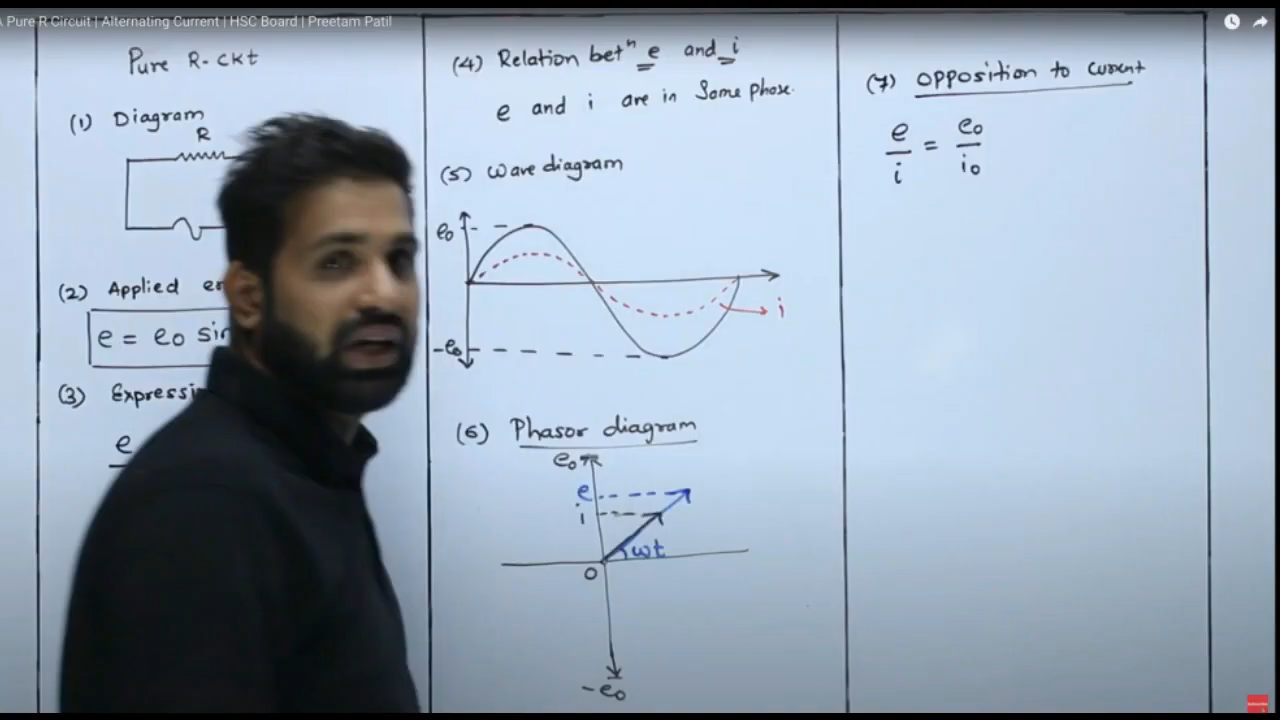 Pure R Circuit | Alternating Current | HSC Board | Preetam Patil
Pure R-ckt
(1) Diagram
R
(2) Applied
e = e0 sin
(3)
e
(4) Relation betn e and i
e and i are in Same phase.
(5) Wave diagram
e0
-e0
i
(6) Phasor diagram
e0
e
i
ωt
0
-e0
(7) opposition to current
e/i = e0/i0